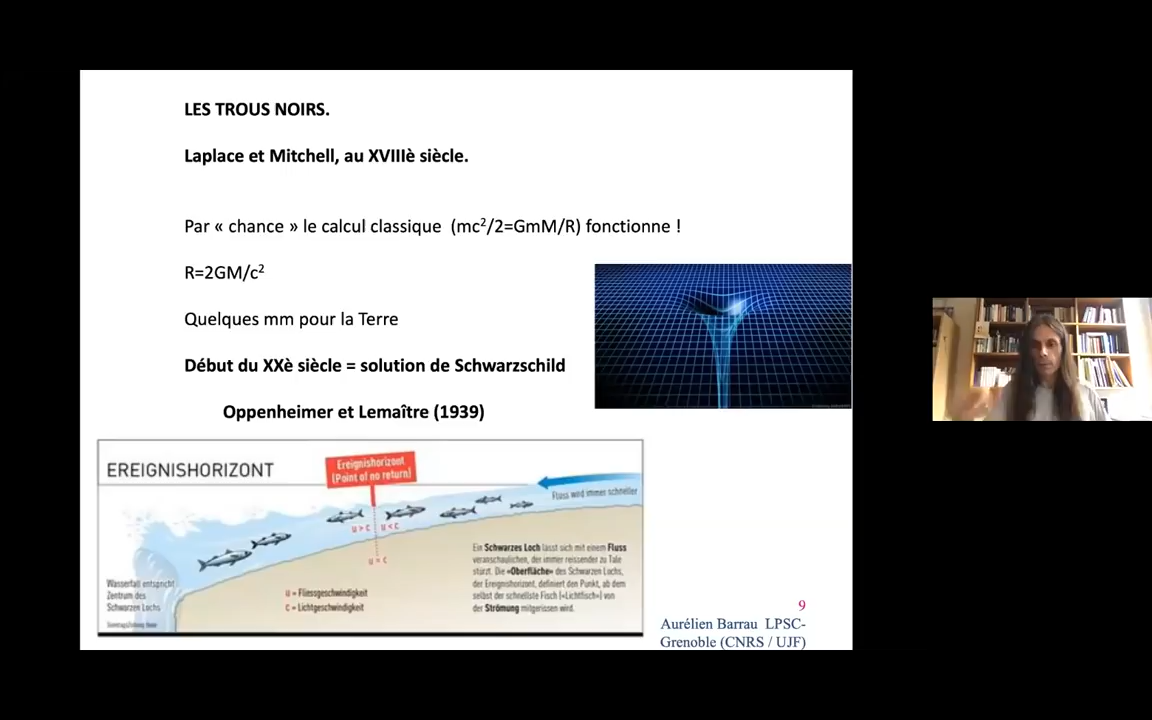 LES TROUS NOIRS.
Laplace et Mitchell, au XVIIIè siècle.
Par « chance » le calcul classique (mc²/2=GmM/R) fonctionne !
R=2GM/c²
Quelques mm pour la Terre
Début du XXè siècle = solution de Schwarzschild
Oppenheimer et Lemaître (1939)
EREIGNISHORIZONT
Ereignishorizont
(Point of no return)
Fluss wird immer schneller
u > c u < c
u = c
Ein Schwarzes Loch lässt sich mit einem Fluss
veranschaulichen, der immer reissender zu Tale
stürzt. Die «Oberfläche» des Schwarzen Lochs,
der Ereignishorizont, definiert den Punkt, ab dem
selbst der schnellste Fisch («Lichtfisch») von
der Strömung mitgerissen wird.
Wasserfall entspricht
Zentrum des
Schwarzen Lochs
u = Fliessgeschwindigkeit
c = Lichtgeschwindigkeit
9
Aurélien Barrau LPSC-
Grenoble (CNRS / UJF)